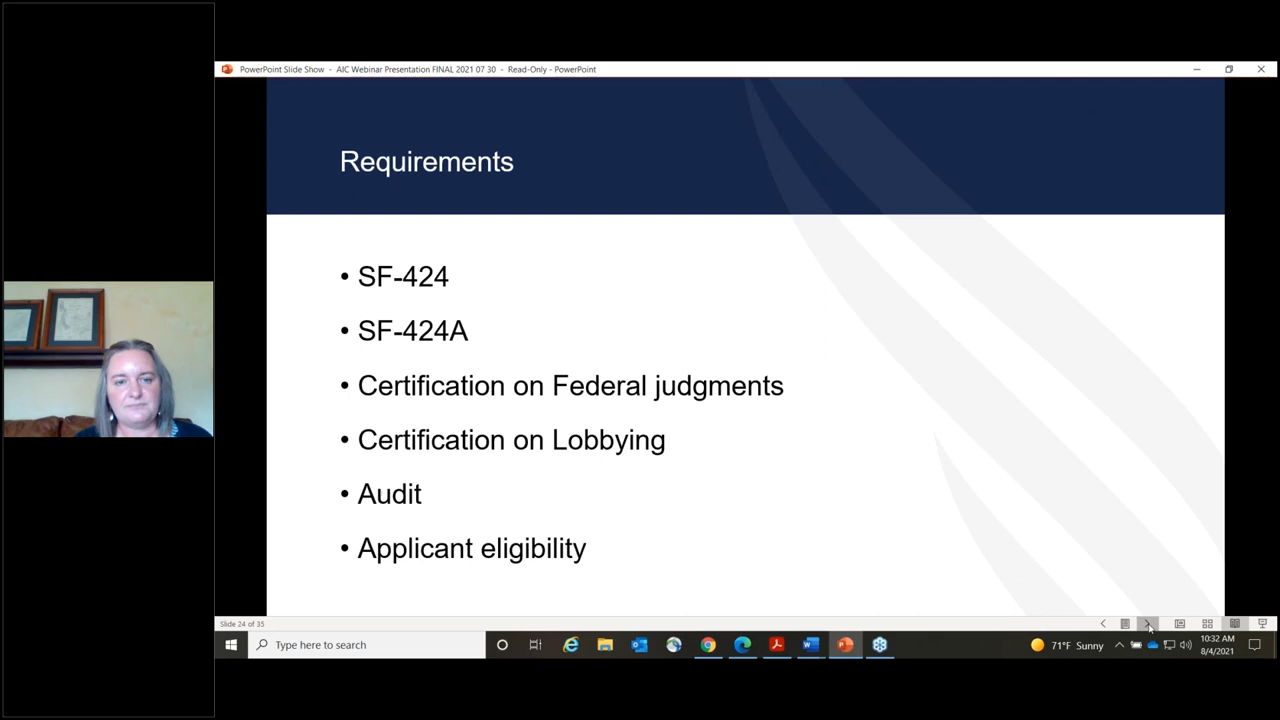 PowerPoint Slide Show - AIC Webinar Presentation FINAL 2021 07 30 - Read-Only - PowerPoint
Requirements
• SF-424
• SF-424A
• Certification on Federal judgments
• Certification on Lobbying
• Audit
• Applicant eligibility
Slide 24 of 35
Type here to search
71°F Sunny
10:32 AM
8/4/2021